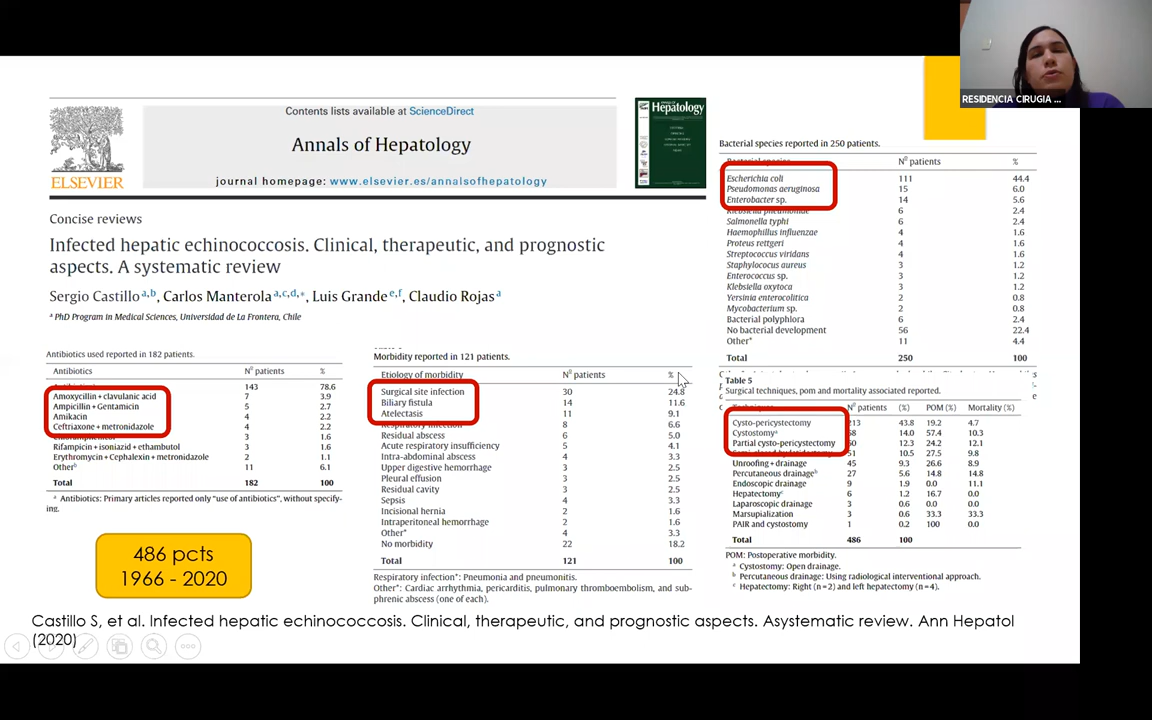 RESIDENCIA CIRUGIA ...
Contents lists available at ScienceDirect
Annals of Hepatology
journal homepage: www.elsevier.es/annalsofhepatology
ELSEVIER
Hepatology
Concise reviews
Infected hepatic echinococcosis. Clinical, therapeutic, and prognostic
aspects. A systematic review
Sergio Castillo a,b, Carlos Manterola a,c,d,*, Luis Grande e,f, Claudio Rojas a
a PhD Program in Medical Sciences, Universidad de La Frontera, Chile
Antibiotics used reported in 182 patients.
Antibiotics N° patients %
143 78.6
Amoxycillin + clavulanic acid 7 3.9
Ampicillin + Gentamicin 5 2.7
Amikacin 4 2.2
Ceftriaxone + metronidazole 4 2.2
3 1.6
Rifampicin + isoniazid + ethambutol 3 1.6
Erythromycin + Cephalexin + metronidazole 2 1.1
Other b 11 6.1
Total 182 100
a Antibiotics: Primary articles reported only "use of antibiotics", without specify-
ing.
486 pcts
1966 - 2020
Morbidity reported in 121 patients.
Etiology of morbidity N° patients %
Surgical site infection 30 24.8
Biliary fistula 14 11.6
Atelectasis 11 9.1
Respiratory infection* 8 6.6
Residual abscess 6 5.0
Acute respiratory insufficiency 5 4.1
Intra-abdominal abscess 4 3.3
Upper digestive hemorrhage 3 2.5
Pleural effusion 3 2.5
Residual cavity 3 2.5
Sepsis 4 3.3
Incisional hernia 2 1.6
Intraperitoneal hemorrhage 2 1.6
Other* 4 3.3
No morbidity 22 18.2
Total 121 100
Respiratory infection*: Pneumonia and pneumonitis.
Other*: Cardiac arrhythmia, pericarditis, pulmonary thromboembolism, and sub-
phrenic abscess (one of each).
Bacterial species reported in 250 patients.
Bacterial species N° patients %
Escherichia coli 111 44.4
Pseudomonas aeruginosa 15 6.0
Enterobacter sp. 14 5.6
Klebsiella pneumoniae 6 2.4
Salmonella typhi 6 2.4
Haemophilus influenzae 4 1.6
Proteus rettgeri 4 1.6
Streptococcus viridans 4 1.6
Staphylococus aureus 3 1.2
Enterococcus sp. 3 1.2
Klebsiella oxytoca 3 1.2
Yersinia enterocolitica 2 0.8
Mycobacterium sp. 2 0.8
Bacterial polyphlora 6 2.4
No bacterial development 56 22.4
Other* 11 4.4
Total 250 100
Table 5
Surgical techniques, pom and mortality associated reported.
N° patients (%) POM (%) Mortality (%)
Cysto-pericystectomy 213 43.8 19.2 4.7
Cystostomy a 68 14.0 57.4 10.3
Partial cysto-pericystectomy 60 12.3 24.2 12.1
51 10.5 27.5 9.8
Unroofing + drainage 45 9.3 26.6 8.9
Percutaneous drainage b 27 5.6 14.8 14.8
Endoscopic drainage 9 1.9 0.0 11.1
Hepatectomy c 6 1.2 16.7 0.0
Laparoscopic drainage 3 0.6 0.0 0.0
Marsupialization 3 0.6 33.3 33.3
PAIR and cystostomy 1 0.2 100 0.0
Total 486 100
POM: Postoperative morbidity.
a Cystostomy: Open drainage.
b Percutaneous drainage: Using radiological interventional approach.
c Hepatectomy: Right (n = 2) and left hepatectomy (n = 4).
Castillo S, et al. Infected hepatic echinococcosis. Clinical, therapeutic, and prognostic aspects. Asystematic review. Ann Hepatol
(2020)